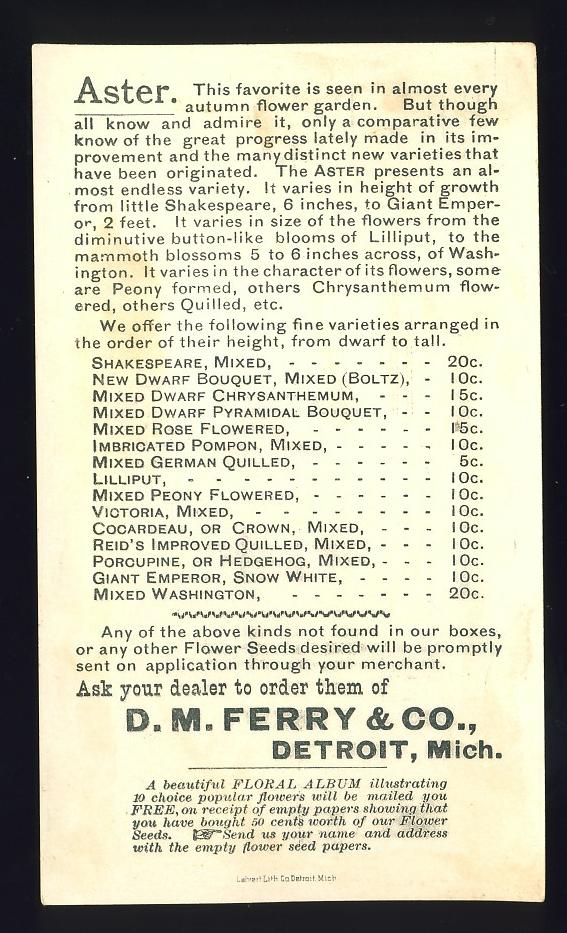 Aster. This favorite is seen in almost every
autumn flower garden. But though
all know and admire it, only a comparative few
know of the great progress lately made in its im-
provement and the many distinct new varieties that
have been originated. The ASTER presents an al-
most endless variety. It varies in height of growth
from little Shakespeare, 6 inches, to Giant Emper-
or, 2 feet. It varies in size of the flowers from the
diminutive button-like blooms of Lilliput, to the
mammoth blossoms 5 to 6 inches across, of Wash-
ington. It varies in the character of its flowers, some
are Peony formed, others Chrysanthemum flow-
ered, others Quilled, etc.
We offer the following fine varieties arranged in
the order of their height, from dwarf to tall.
SHAKESPEARE, MIXED, - - - - - - - 20c.
NEW DWARF BOUQUET, MIXED (BOLTZ), - 10c.
MIXED DWARF CHRYSANTHEMUM, - - - 15c.
MIXED DWARF PYRAMIDAL BOUQUET, - - 10c.
MIXED ROSE FLOWERED, - - - - - - 15c.
IMBRICATED POMPON, MIXED, - - - - - 10c.
MIXED GERMAN QUILLED, - - - - - - 5c.
LILLIPUT, - - - - - - - - - - - 10c.
MIXED PEONY FLOWERED, - - - - - - 10c.
VICTORIA, MIXED, - - - - - - - - 10c.
COCARDEAU, OR CROWN, MIXED, - - - - 10c.
REID'S IMPROVED QUILLED, MIXED, - - - 10c.
PORCUPINE, OR HEDGEHOG, MIXED, - - - 10c.
GIANT EMPEROR, SNOW WHITE, - - - - 10c.
MIXED WASHINGTON, - - - - - - - 20c.
Any of the above kinds not found in our boxes,
or any other Flower Seeds desired will be promptly
sent on application through your merchant.
Ask your dealer to order them of
D. M. FERRY & CO.,
DETROIT, Mich.
A beautiful FLORAL ALBUM illustrating
10 choice popular flowers will be mailed you
FREE, on receipt of empty papers showing that
you have bought 50 cents worth of our Flower
Seeds. ☞ Send us your name and address
with the empty flower seed papers.
Calvert Lith. Co Detroit, Mich